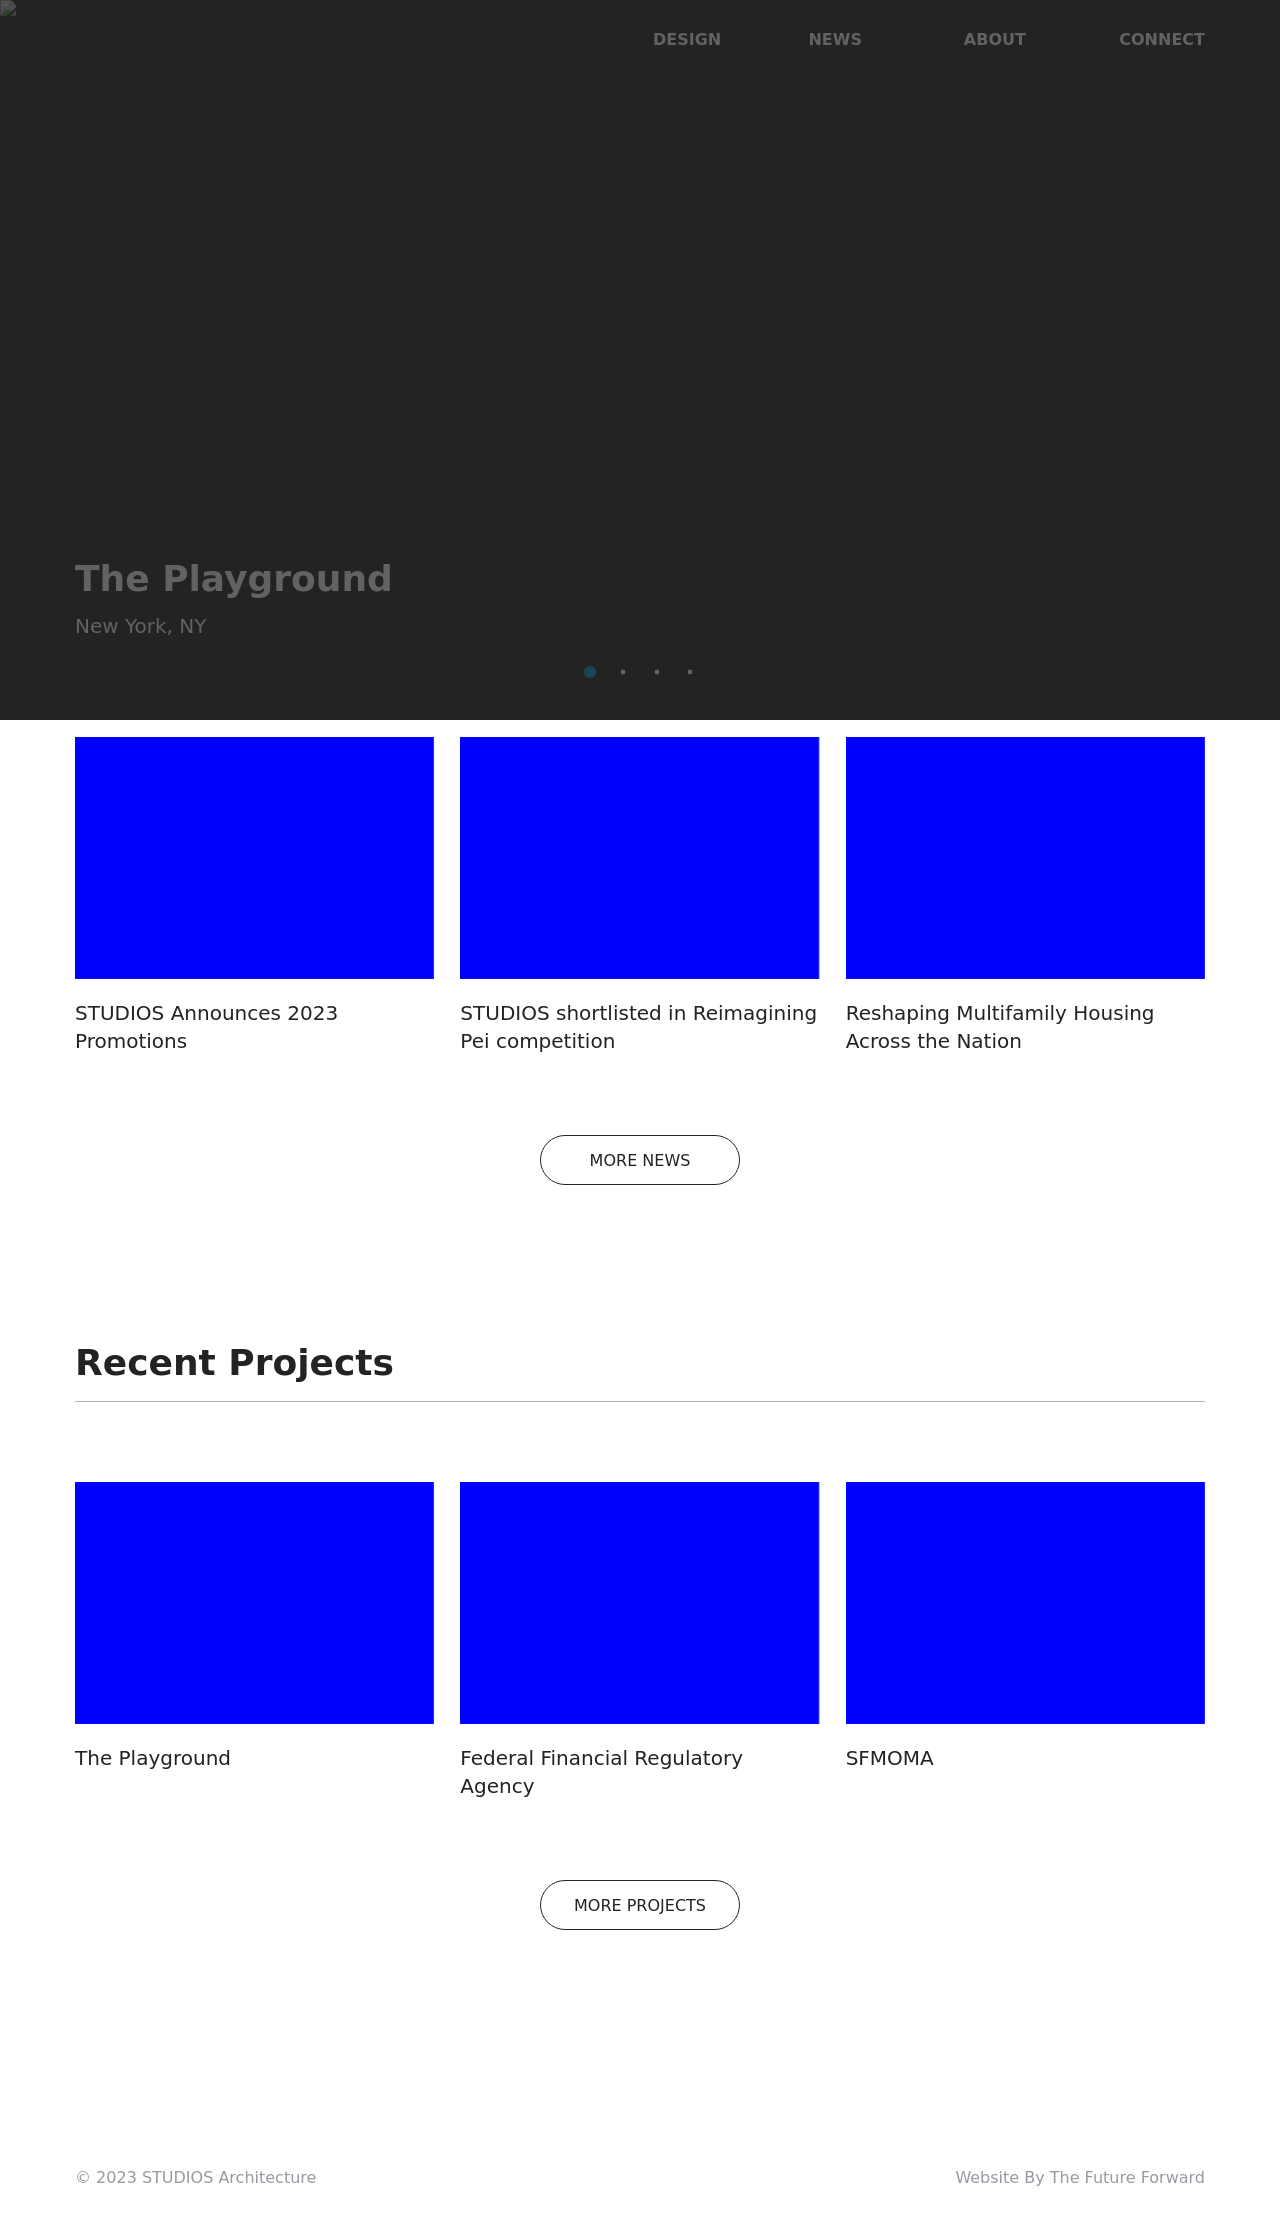 DESIGN NEWS ABOUT CONNECT
The Playground
New York, NY
STUDIOS Announces 2023
Promotions
STUDIOS shortlisted in Reimagining
Pei competition
Reshaping Multifamily Housing
Across the Nation
MORE NEWS
Recent Projects
The Playground
Federal Financial Regulatory
Agency
SFMOMA
MORE PROJECTS
© 2023 STUDIOS Architecture
Website By The Future Forward